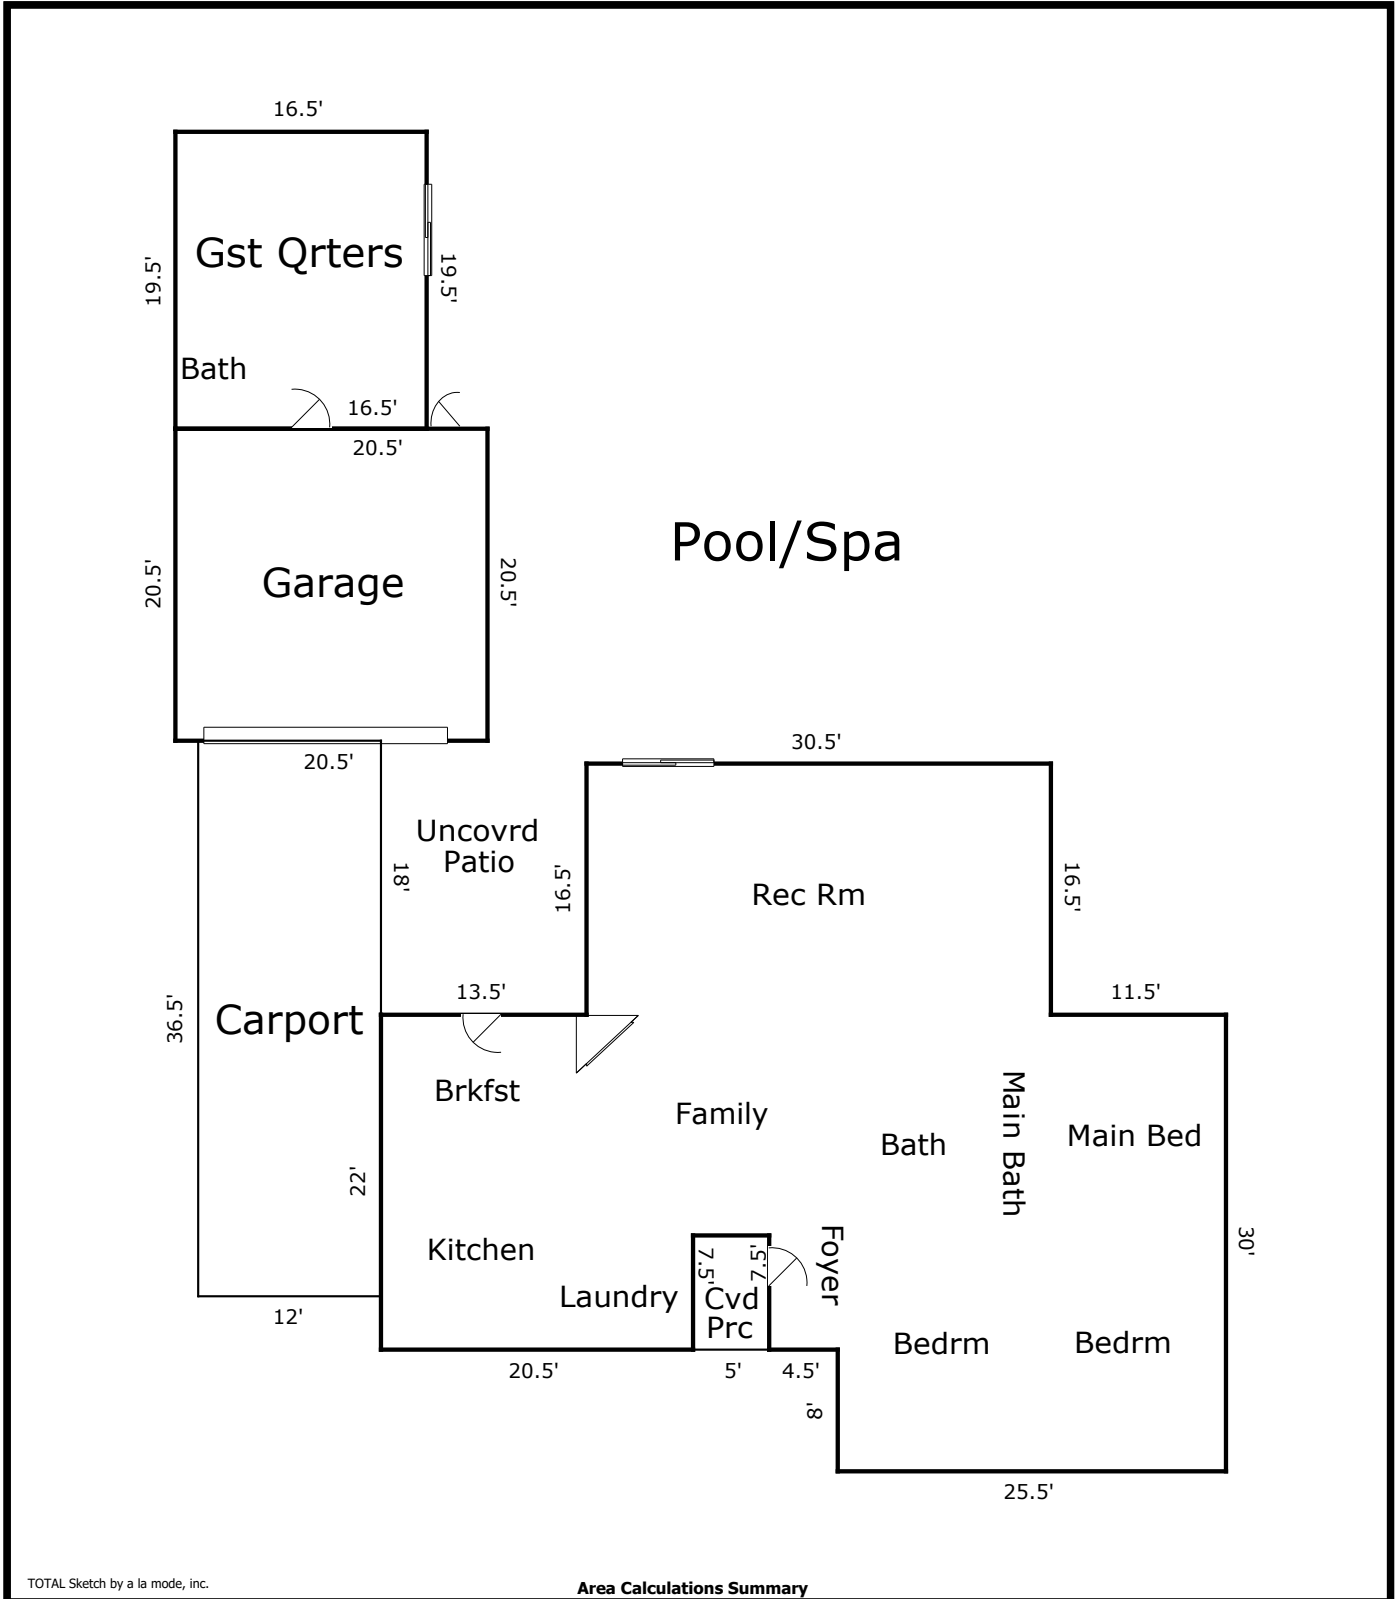 16.5'
Gst Qrters
19.5'
19.5'
Bath
16.5'
20.5'
Garage
20.5'
20.5'
Pool/Spa
20.5'
30.5'
Uncovrd
Patio
18'
16.5'
Rec Rm
16.5'
13.5'
11.5'
36.5'
Carport
Brkfst
Family
Bath
Main Bath
Main Bed
22'
Kitchen
Laundry
7.5'
7.5'
Cvd
Prc
Foyer
30'
12'
Bedrm
Bedrm
20.5'
5'
4.5'
8'
25.5'
TOTAL Sketch by a la mode, inc.
Area Calculations Summary